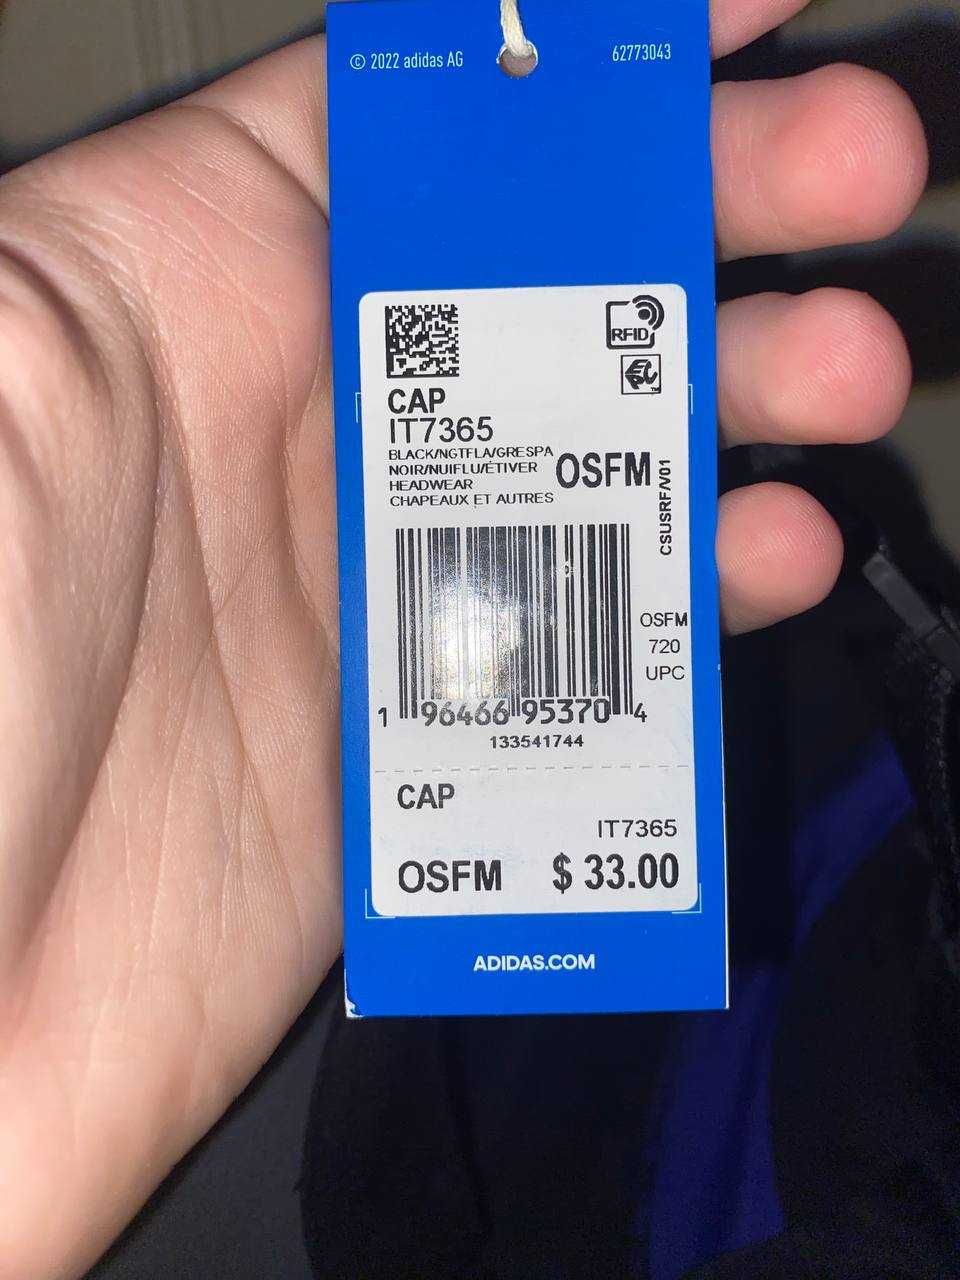 © 2022 adidas AG
62773043
RFID
EPC
CAP
IT7365
BLACK/NGTFLA/GRESPA
NOIR/NUIFLU/ÉTIVER
HEADWEAR
CHAPEAUX ET AUTRES
OSFM
CSUSRF/V01
OSFM
720
UPC
1 96466 95370 4
133541744
CAP
IT7365
OSFM $ 33.00
ADIDAS.COM